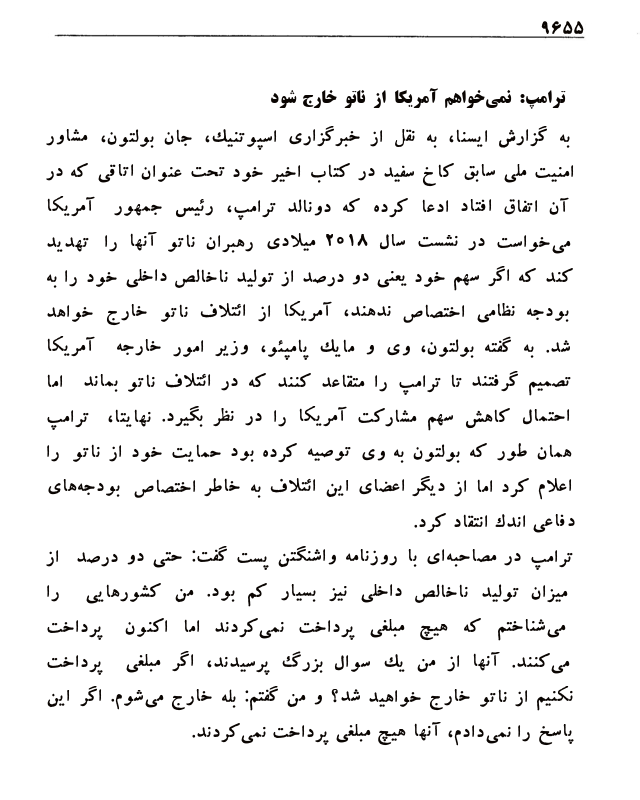 ۹۶۵۵
ترامپ: نمی‌خواهم آمریکا از ناتو خارج شود
به گزارش ایسنا، به نقل از خبرگزاری اسپوتنیك، جان بولتون، مشاور
امنیت ملی سابق کاخ سفید در کتاب اخیر خود تحت عنوان اتاقی که در
آن اتفاق افتاد ادعا کرده که دونالد ترامپ، رئیس جمهور آمریکا
می‌خواست در نشست سال ۲۰۱۸ میلادی رهبران ناتو آنها را تهدید
کند که اگر سهم خود یعنی دو درصد از تولید ناخالص داخلی خود را به
بودجه نظامی اختصاص ندهند، آمریکا از ائتلاف ناتو خارج خواهد
شد. به گفته بولتون، وی و مایك پامپئو، وزیر امور خارجه آمریکا
تصمیم گرفتند تا ترامپ را متقاعد کنند که در ائتلاف ناتو بماند اما
احتمال کاهش سهم مشارکت آمریکا را در نظر بگیرد. نهایتا، ترامپ
همان طور که بولتون به وی توصیه کرده بود حمایت خود از ناتو را
اعلام کرد اما از دیگر اعضای این ائتلاف به خاطر اختصاص بودجه‌های
دفاعی اندك انتقاد کرد.
ترامپ در مصاحبه‌ای با روزنامه واشنگتن پست گفت: حتی دو درصد از
میزان تولید ناخالص داخلی نیز بسیار کم بود. من کشورهایی را
می‌شناختم که هیچ مبلغی پرداخت نمی‌کردند اما اکنون پرداخت
می‌کنند. آنها از من یك سوال بزرگ پرسیدند، اگر مبلغی پرداخت
نکنیم از ناتو خارج خواهید شد؟ و من گفتم: بله خارج می‌شوم. اگر این
پاسخ را نمی‌دادم، آنها هیچ مبلغی پرداخت نمی‌کردند.